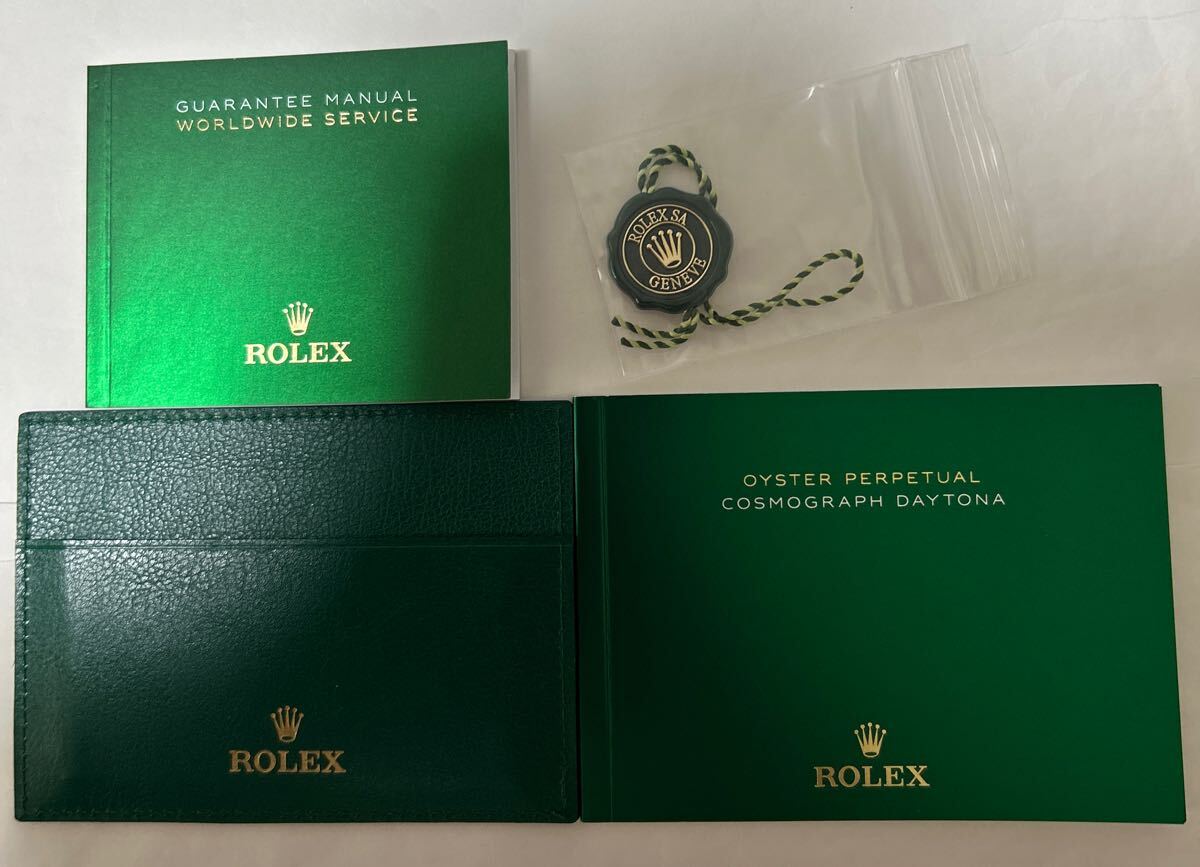 GUARANTEE MANUAL
WORLDWIDE SERVICE
ROLEX
ROLEX SA
GENEVE
ROLEX
OYSTER PERPETUAL
COSMOGRAPH DAYTONA
ROLEX